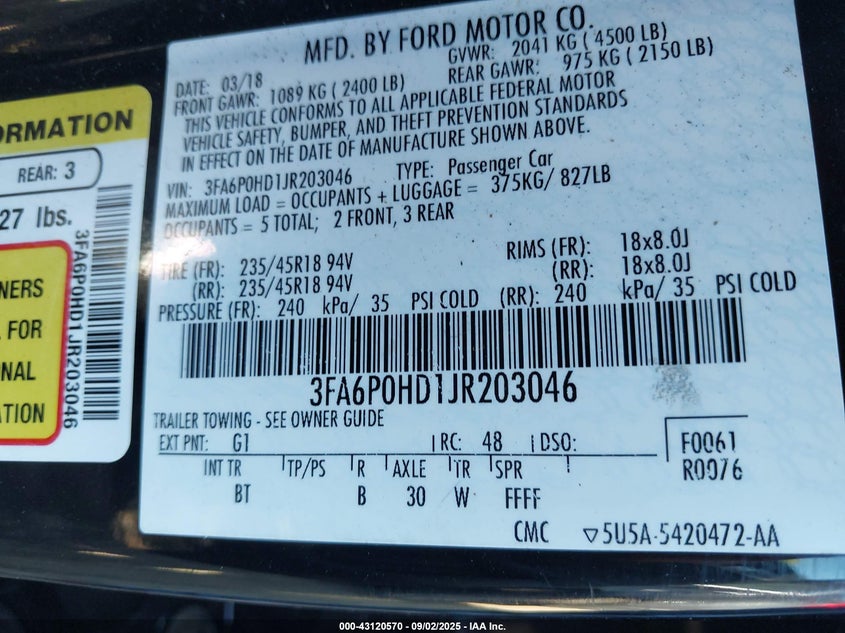 MFD. BY FORD MOTOR CO.
DATE: 03/18 GVWR: 2041 KG ( 4500 LB)
FRONT GAWR: 1089 KG ( 2400 LB) REAR GAWR: 975 KG ( 2150 LB)
THIS VEHICLE CONFORMS TO ALL APPLICABLE FEDERAL MOTOR
VEHICLE SAFETY, BUMPER, AND THEFT PREVENTION STANDARDS
IN EFFECT ON THE DATE OF MANUFACTURE SHOWN ABOVE.
VIN: 3FA6P0HD1JR203046 TYPE: Passenger Car
MAXIMUM LOAD = OCCUPANTS + LUGGAGE = 375KG/ 827LB
OCCUPANTS = 5 TOTAL; 2 FRONT, 3 REAR
TIRE (FR): 235/45R18 94V RIMS (FR): 18x8.0J
(RR): 235/45R18 94V (RR): 18x8.0J
PRESSURE (FR): 240 kPa/ 35 PSI COLD (RR): 240 kPa/ 35 PSI COLD
3FA6P0HD1JR203046
TRAILER TOWING - SEE OWNER GUIDE
EXT PNT: G1 RC: 48 DSO: F0061
INT TR TP/PS R AXLE TR SPR R0076
BT B 30 W FFFF
CMC ▽5U5A-5420472-AA
ORMATION
REAR: 3
27 lbs.
3FA6P0HD1JR203046
NERS
L FOR
NAL
ATION
000-43120570 - 09/02/2025 - IAA Inc.